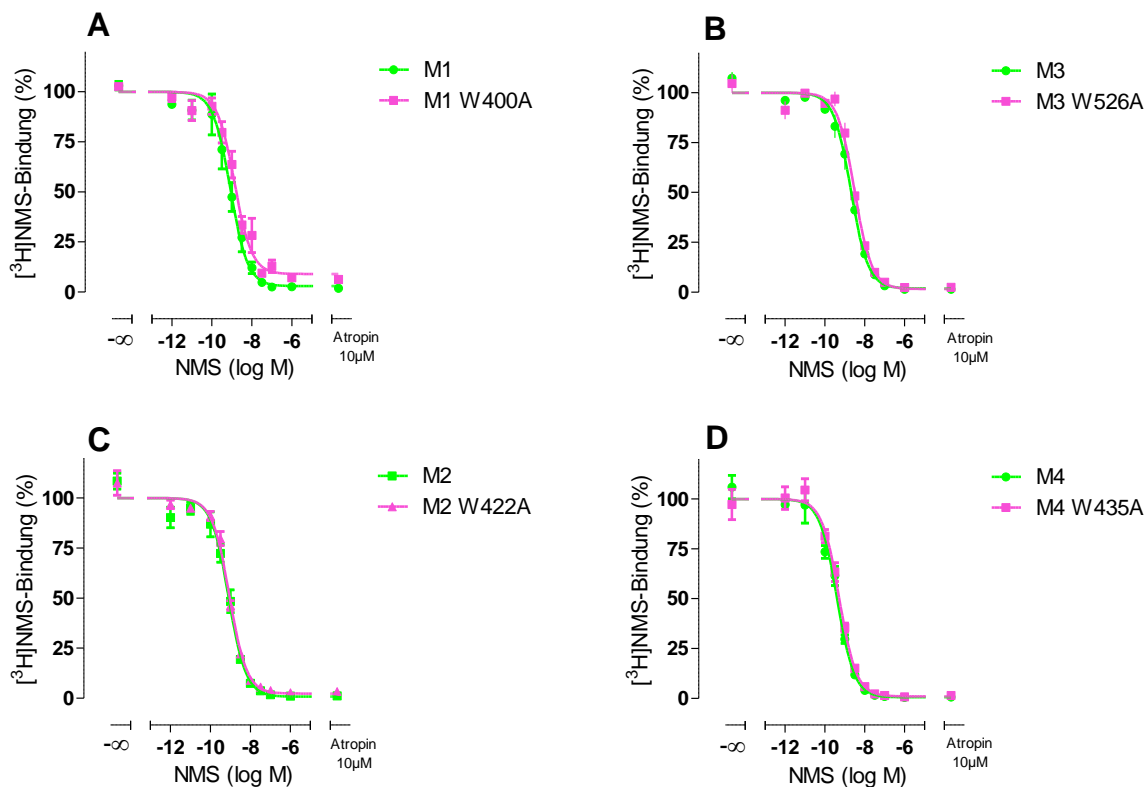 A
M1
M1 W400A
[³H]NMS-Bindung (%)
100
75
50
25
0
-∞
-12
-10
-8
-6
Atropin
10µM
NMS (log M)
B
M3
M3 W526A
[³H]NMS-Bindung (%)
100
75
50
25
0
-∞
-12
-10
-8
-6
Atropin
10µM
NMS (log M)
C
M2
M2 W422A
[³H]NMS-Bindung (%)
100
75
50
25
0
-∞
-12
-10
-8
-6
Atropin
10µM
NMS (log M)
D
M4
M4 W435A
[³H]NMS-Bindung (%)
100
75
50
25
0
-∞
-12
-10
-8
-6
Atropin
10µM
NMS (log M)